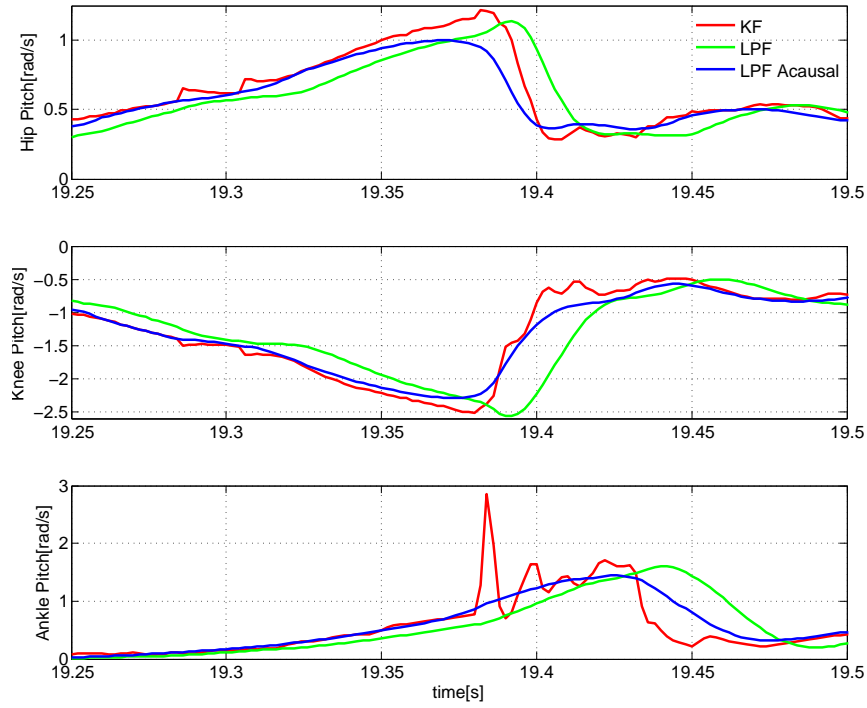 Hip Pitch[rad/s]
1
0.5
0
KF
LPF
LPF Acausal
19.25 19.3 19.35 19.4 19.45 19.5
Knee Pitch[rad/s]
0
−0.5
−1
−1.5
−2
−2.5
19.25 19.3 19.35 19.4 19.45 19.5
Ankle Pitch[rad/s]
3
2
1
0
19.25 19.3 19.35 19.4 19.45 19.5
time[s]